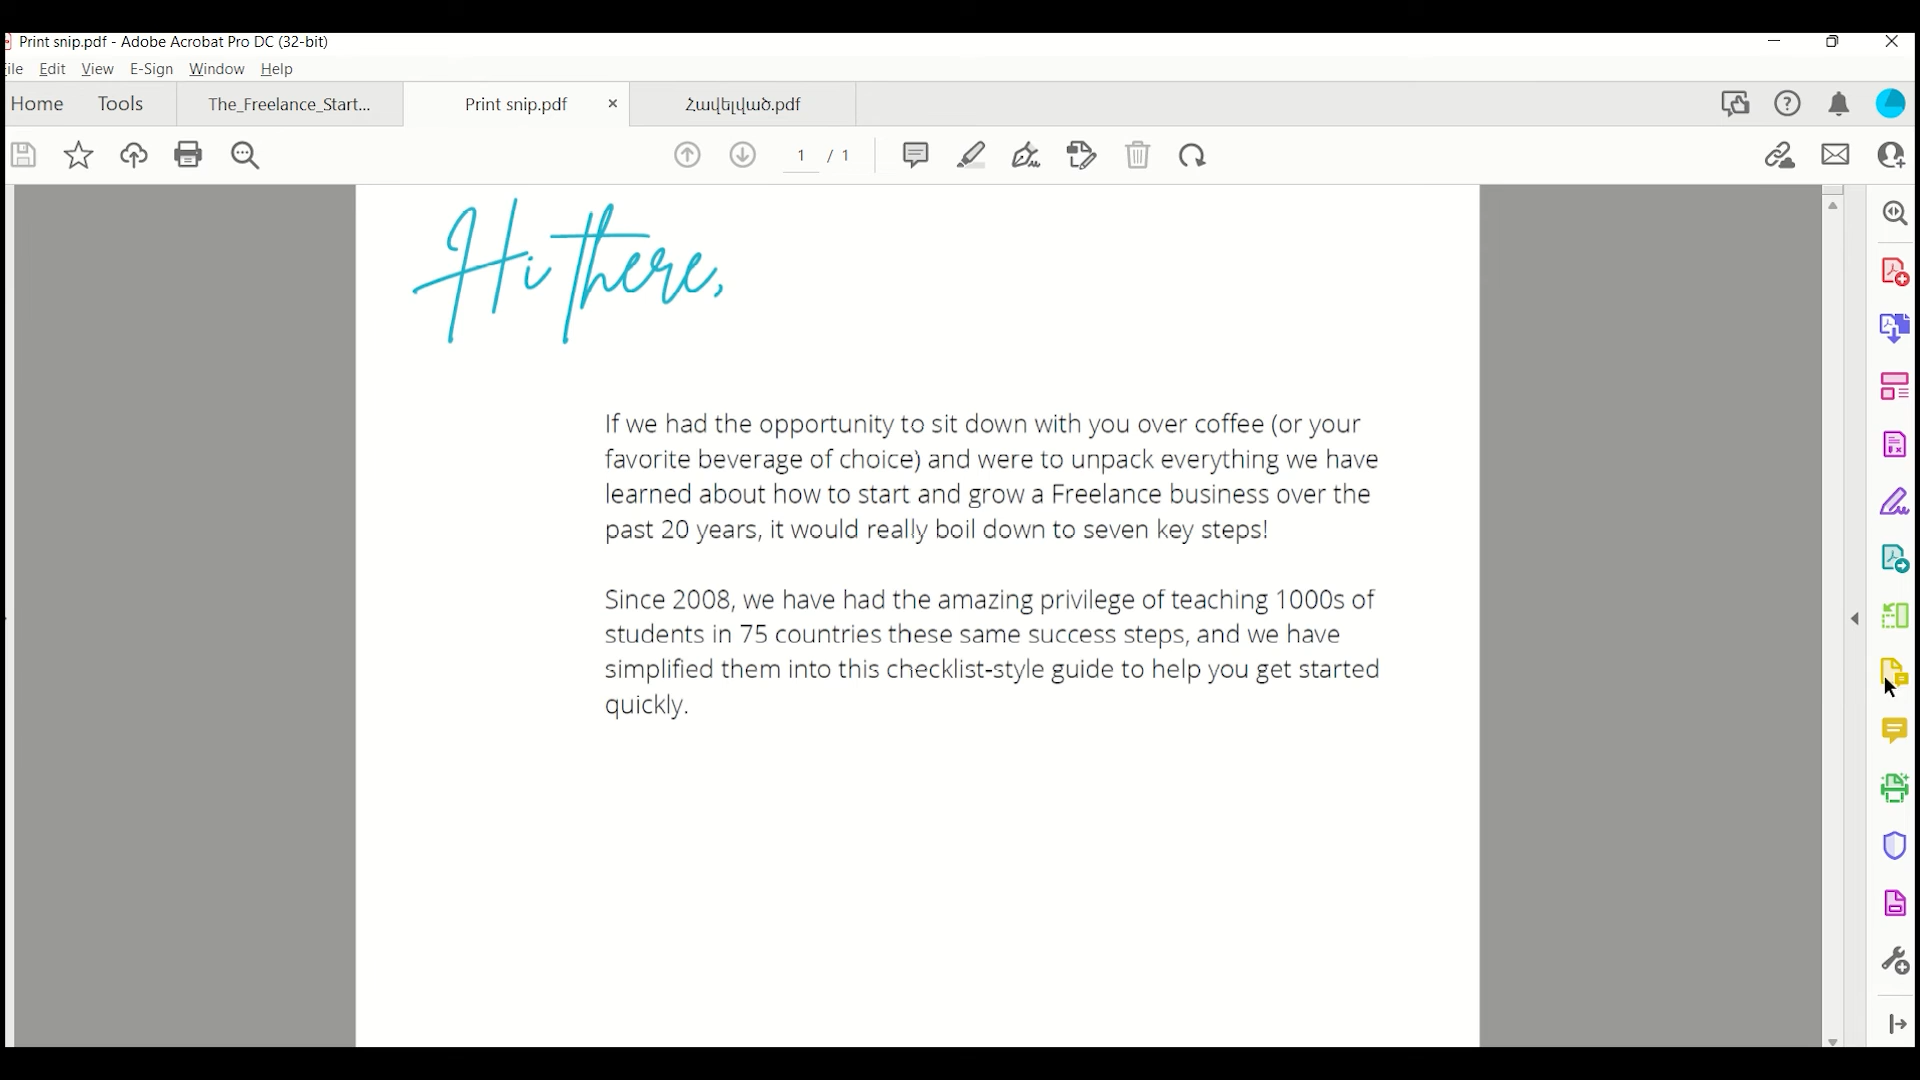 Print snip.pdf - Adobe Acrobat Pro DC (32-bit)
ile Edit View E-Sign Window Help
Home Tools The_Freelance_Start... Print snip.pdf × Հավելված.pdf
1 / 1
Hi there,
If we had the opportunity to sit down with you over coffee (or your
favorite beverage of choice) and were to unpack everything we have
learned about how to start and grow a Freelance business over the
past 20 years, it would really boil down to seven key steps!
Since 2008, we have had the amazing privilege of teaching 1000s of
students in 75 countries these same success steps, and we have
simplified them into this checklist-style guide to help you get started
quickly.